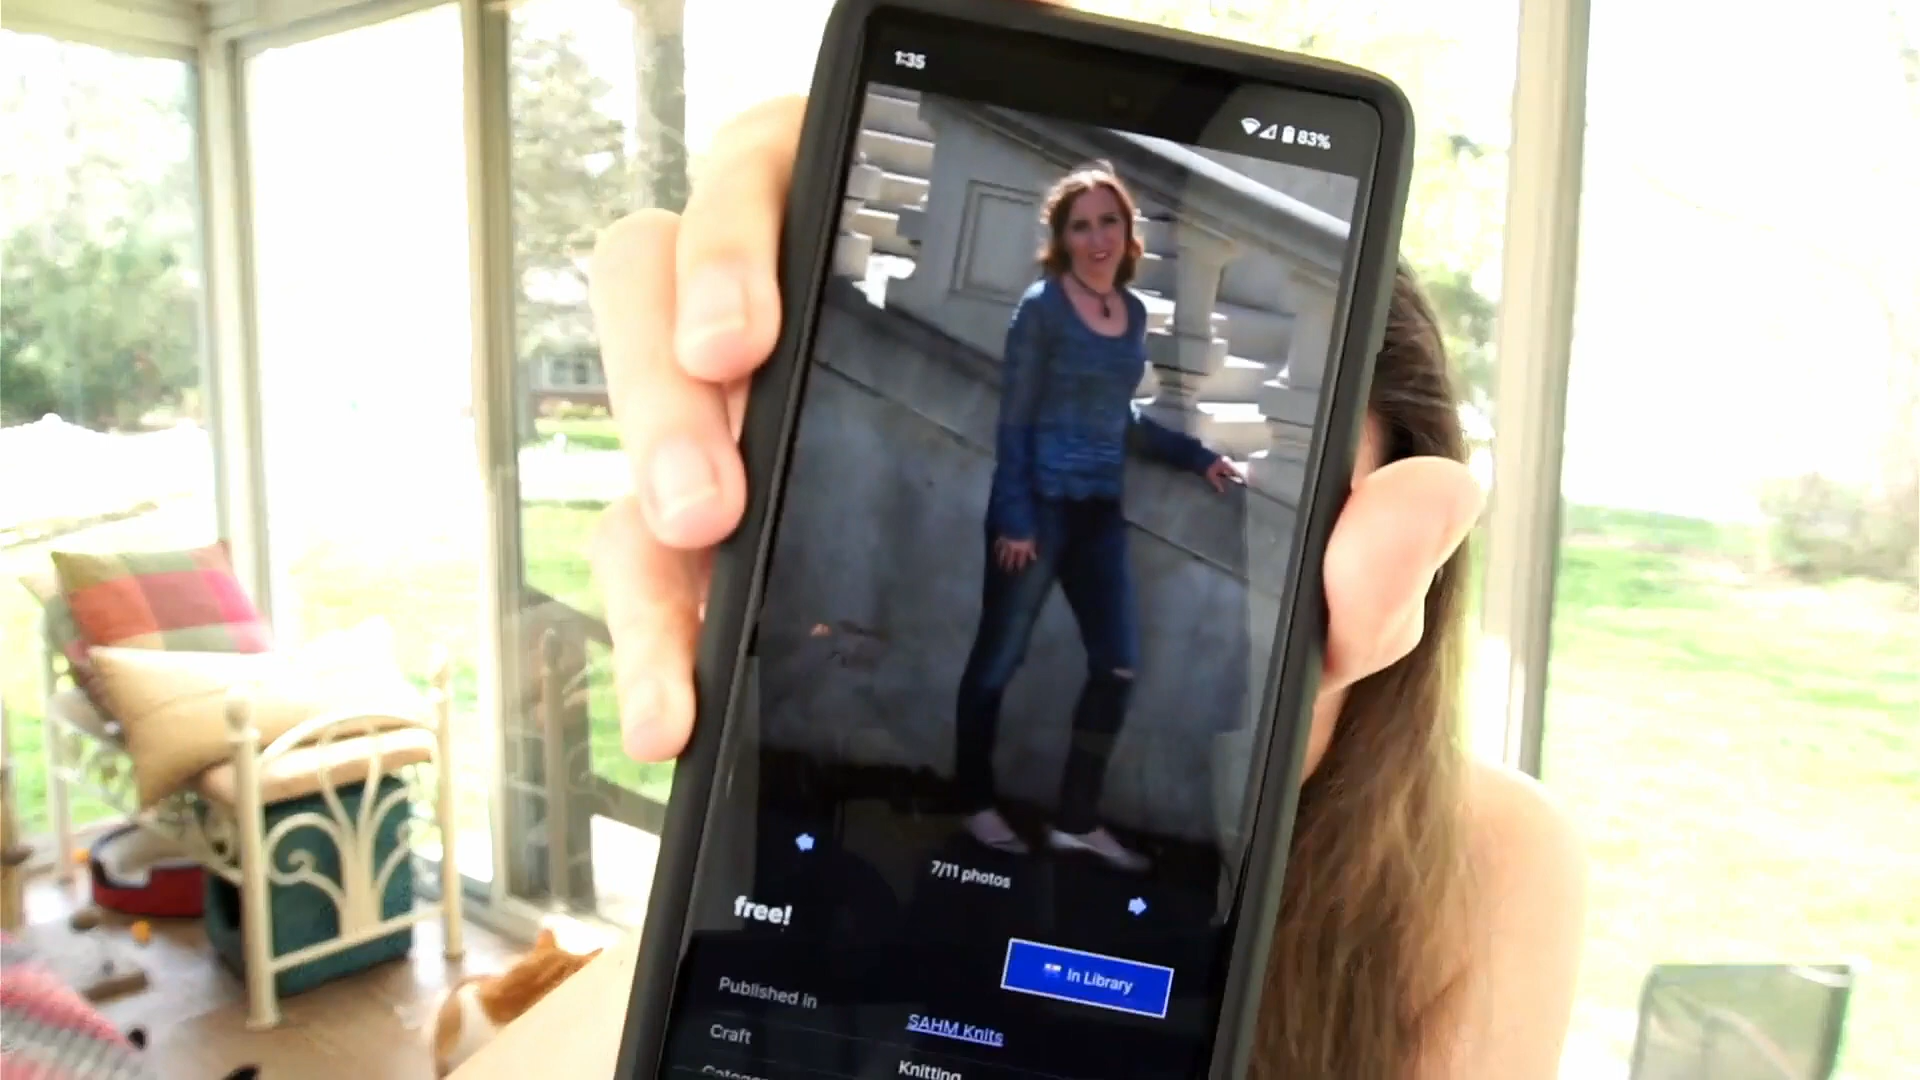 1:35
83%
7/11 photos
free!
In Library
Published in
SAHM Knits
Craft
Knitting